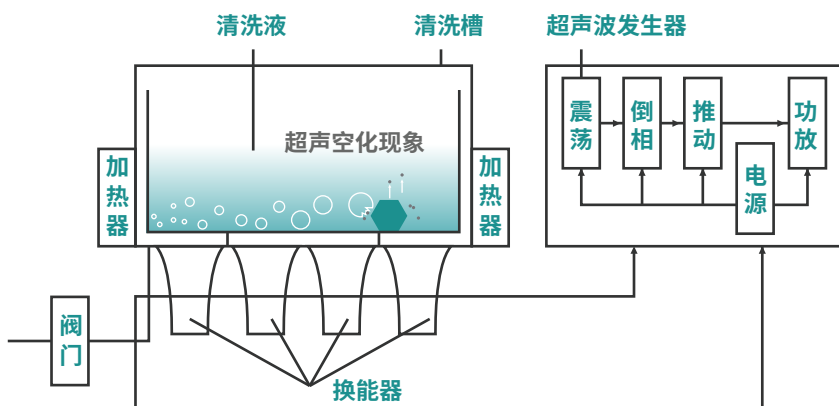 清洗液
清洗槽
超声波发生器
超声空化现象
加热器
加热器
震荡
倒相
推动
功放
电源
阀门
换能器